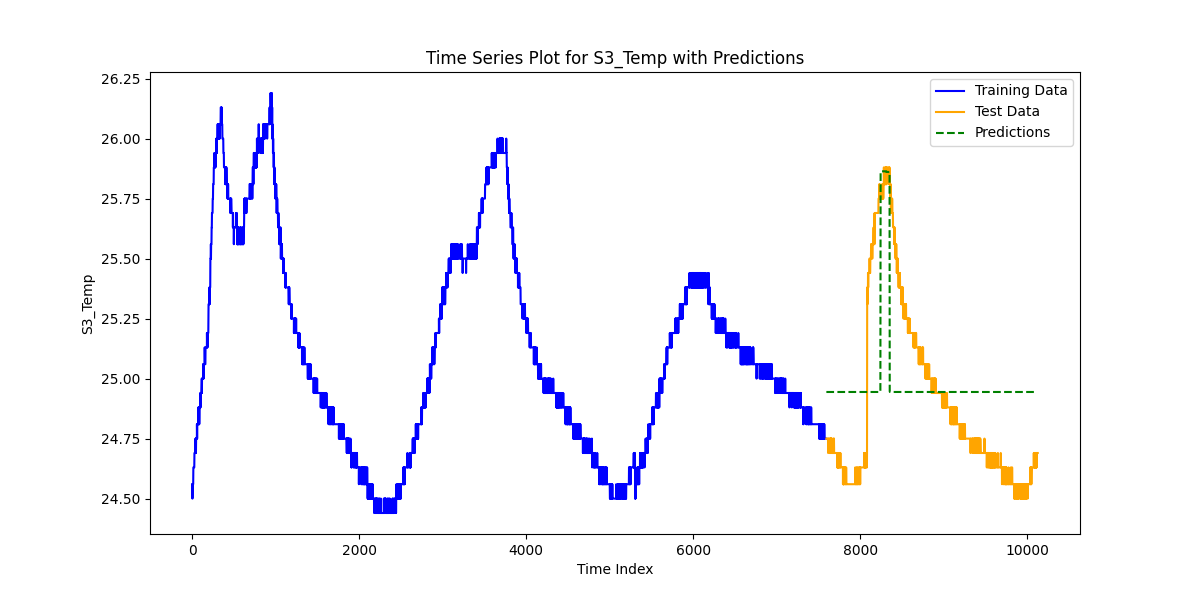 Time Series Plot for S3_Temp with Predictions
26.25
26.00
25.75
25.50
25.25
25.00
24.75
24.50
S3_Temp
Training Data
Test Data
Predictions
0
2000
4000
6000
8000
10000
Time Index